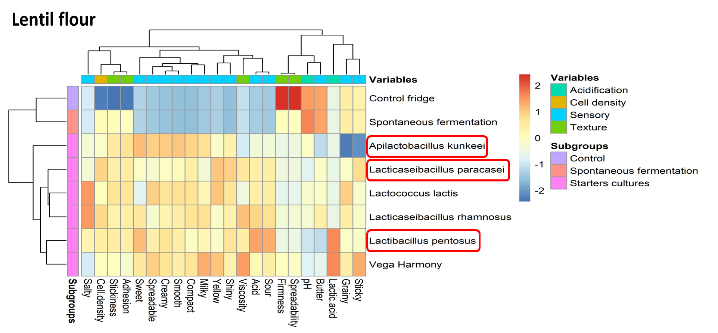 Lentil flour
Variables
Control fridge
Spontaneous fermentation
Apilactobacillus kunkeei
Lacticaseibacillus paracasei
Lactococcus lactis
Lacticaseibacillus rhamnosus
Lactibacillus pentosus
Vega Harmony
Subgroups
Salty
Cell.density
Stickiness
Adhesion
Sweet
Spreadable
Creamy
Smooth
Compact
Milky
Yellow
Shiny
Viscosity
Acid
Sour
Firmness
Spreadability
pH
Butter
Lactic.acid
Grainy
Sticky
2
1
0
-1
-2
Variables
Acidification
Cell density
Sensory
Texture
Subgroups
Control
Spontaneous fermentation
Starters cultures